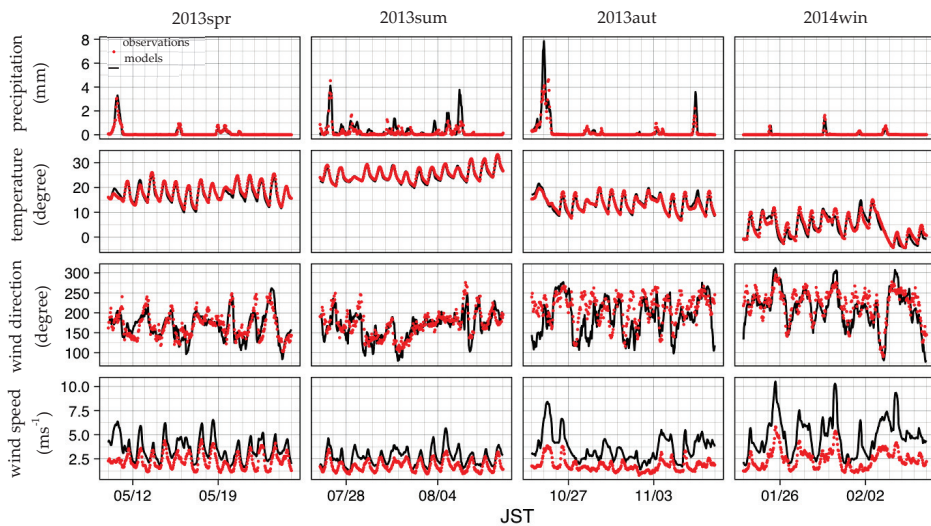 2013spr 2013sum 2013aut 2014win
precipitation
(mm)
8
6
4
2
0
observations
models
temperature
(degree)
30
20
10
0
wind direction
(degree)
300
250
200
150
100
wind speed
(ms⁻¹)
10.0
7.5
5.0
2.5
05/12 05/19 07/28 08/04 10/27 11/03 01/26 02/02
JST